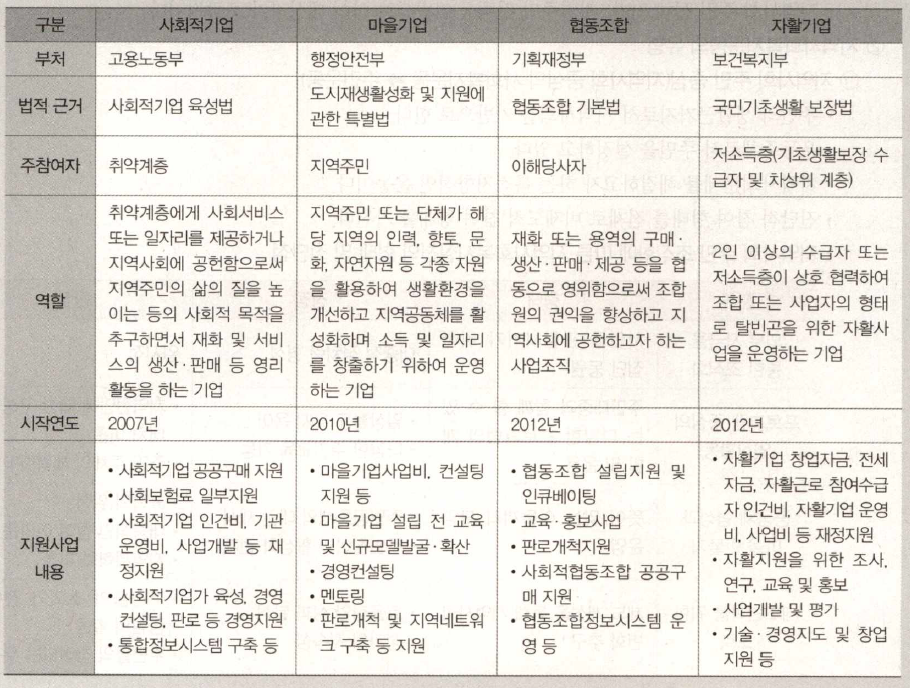 구분 사회적기업 마을기업 협동조합 자활기업
부처 고용노동부 행정안전부 기획재정부 보건복지부
법적 근거 사회적기업 육성법 도시재생활성화 및 지원에 관한 특별법 협동조합 기본법 국민기초생활 보장법
주참여자 취약계층 지역주민 이해당사자 저소득층(기초생활보장 수급자 및 차상위 계층)
역할
취약계층에게 사회서비스
또는 일자리를 제공하거나
지역사회에 공헌함으로써
지역주민의 삶의 질을 높
이는 등의 사회적 목적을
추구하면서 재화 및 서비
스의 생산·판매 등 영리
활동을 하는 기업
지역주민 또는 단체가 해
당 지역의 인력, 향토, 문
화, 자연자원 등 각종 자원
을 활용하여 생활환경을
개선하고 지역공동체를 활
성화하며 소득 및 일자리
를 창출하기 위하여 운영
하는 기업
재화 또는 용역의 구매·
생산·판매·제공 등을 협
동으로 영위함으로써 조합
원의 권익을 향상하고 지
역사회에 공헌하고자 하는
사업조직
2인 이상의 수급자 또는
저소득층이 상호 협력하여
조합 또는 사업자의 형태
로 탈빈곤을 위한 자활사
업을 운영하는 기업
시작연도 2007년 2010년 2012년 2012년
지원사업
내용
• 사회적기업 공공구매 지원
• 사회보험료 일부지원
• 사회적기업 인건비, 기관
운영비, 사업개발 등 재
정지원
• 사회적기업가 육성, 경영
컨설팅, 판로 등 경영지원
• 통합정보시스템 구축 등
• 마을기업사업비, 컨설팅
지원 등
• 마을기업 설립 전 교육
및 신규모델발굴·확산
• 경영컨설팅
• 멘토링
• 판로개척 및 지역네트워
크 구축 등 지원
• 협동조합 설립지원 및
인큐베이팅
• 교육·홍보사업
• 판로개척지원
• 사회적협동조합 공공구
매 지원
• 협동조합정보시스템 운
영 등
• 자활기업 창업자금, 전세
자금, 자활근로 참여수급
자 인건비, 자활기업 운영
비, 사업비 등 재정지원
• 자활지원을 위한 조사,
연구, 교육 및 홍보
• 사업개발 및 평가
• 기술·경영지도 및 창업
지원 등